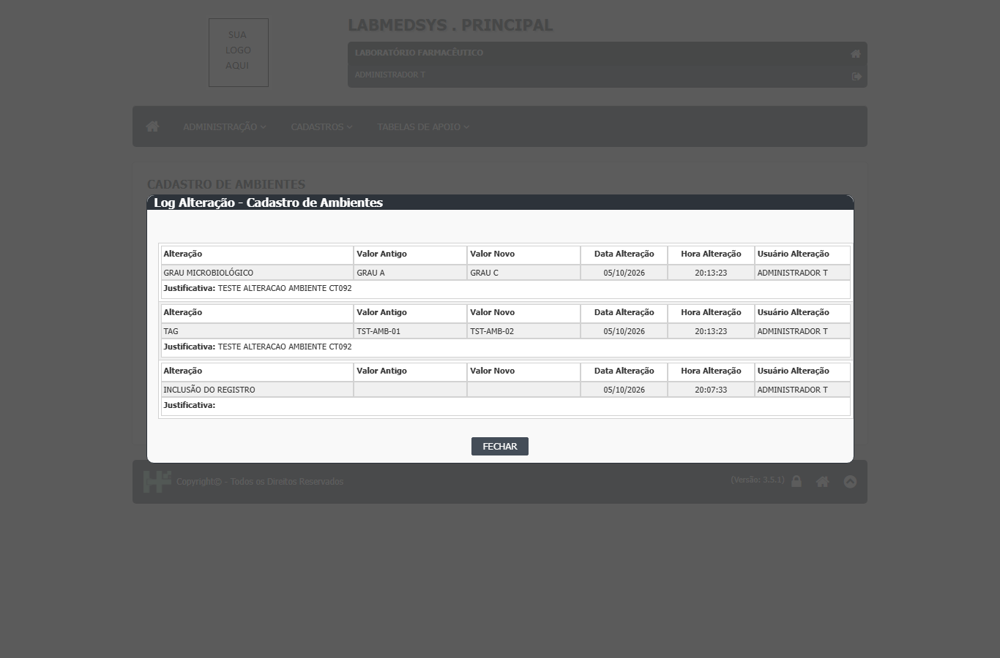 SUA
LOGO
AQUI
LABMEDSYS . PRINCIPAL
LABORATÓRIO FARMACÊUTICO
ADMINISTRADOR T
ADMINISTRAÇÃO CADASTROS TABELAS DE APOIO
CADASTRO DE AMBIENTES
Log Alteração - Cadastro de Ambientes
Alteração Valor Antigo Valor Novo Data Alteração Hora Alteração Usuário Alteração
GRAU MICROBIOLÓGICO GRAU A GRAU C 05/10/2026 20:13:23 ADMINISTRADOR T
Justificativa: TESTE ALTERACAO AMBIENTE CT092
Alteração Valor Antigo Valor Novo Data Alteração Hora Alteração Usuário Alteração
TAG TST-AMB-01 TST-AMB-02 05/10/2026 20:13:23 ADMINISTRADOR T
Justificativa: TESTE ALTERACAO AMBIENTE CT092
Alteração Valor Antigo Valor Novo Data Alteração Hora Alteração Usuário Alteração
INCLUSÃO DO REGISTRO 05/10/2026 20:07:33 ADMINISTRADOR T
Justificativa:
FECHAR
Copyright© - Todos os Direitos Reservados (Versão: 3.5.1)